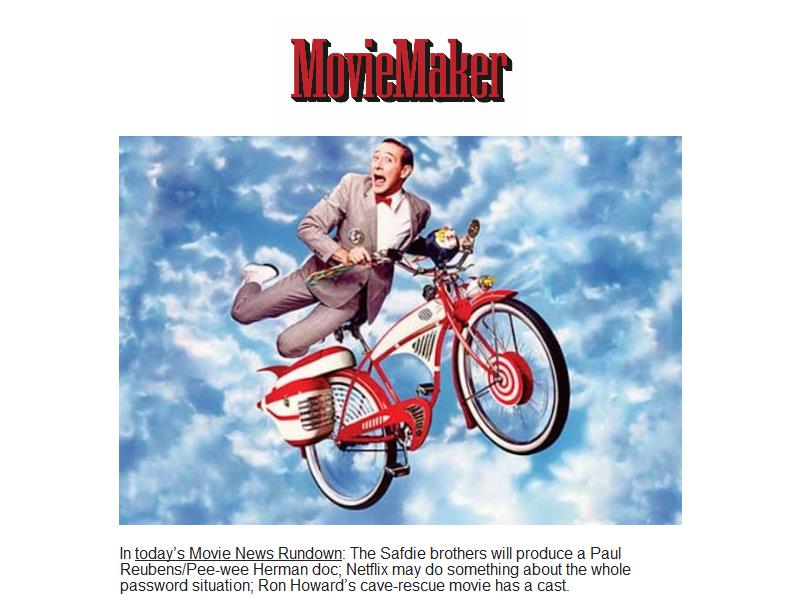 MovieMaker
In today’s Movie News Rundown: The Safdie brothers will produce a Paul
Reubens/Pee-wee Herman doc; Netflix may do something about the whole
password situation; Ron Howard’s cave-rescue movie has a cast.